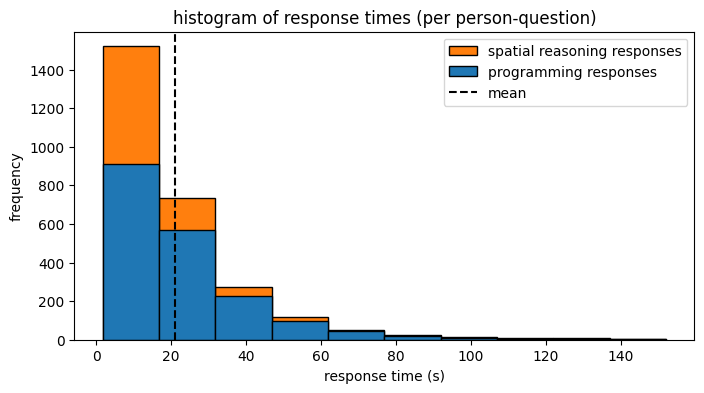 histogram of response times (per person-question)
spatial reasoning responses
programming responses
mean
frequency
1400
1200
1000
800
600
400
200
0
0 20 40 60 80 100 120 140
response time (s)